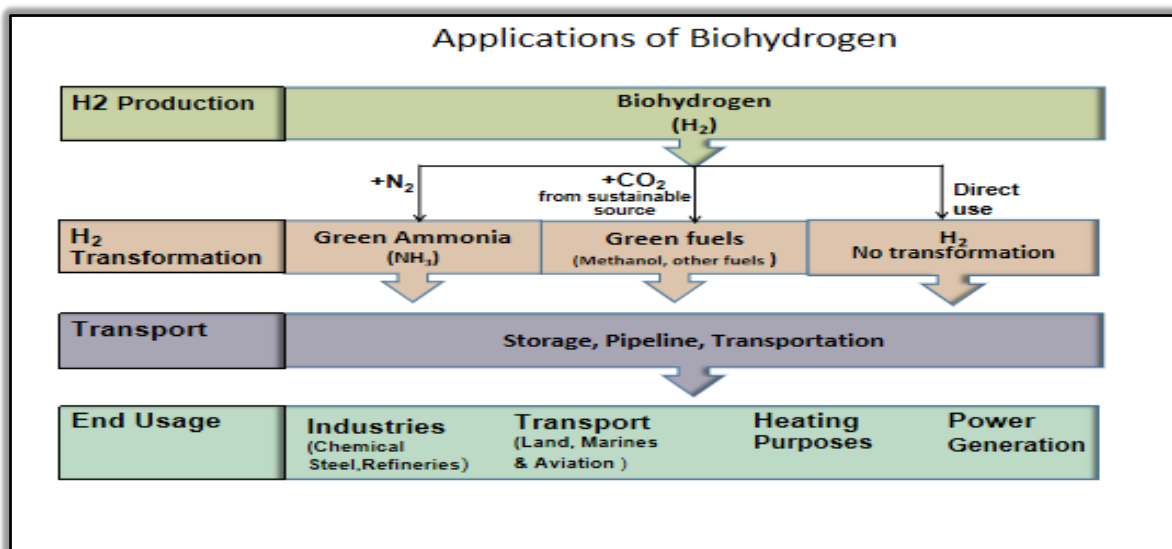 Applications of Biohydrogen
H2 Production
Biohydrogen
(H₂)
+N₂
+CO₂
from sustainable
source
Direct
use
H₂
Transformation
Green Ammonia
(NH₃)
Green fuels
(Methanol, other fuels )
H₂
No transformation
Transport
Storage, Pipeline, Transportation
End Usage
Industries
(Chemical
Steel,Refineries)
Transport
(Land, Marines
& Aviation )
Heating
Purposes
Power
Generation